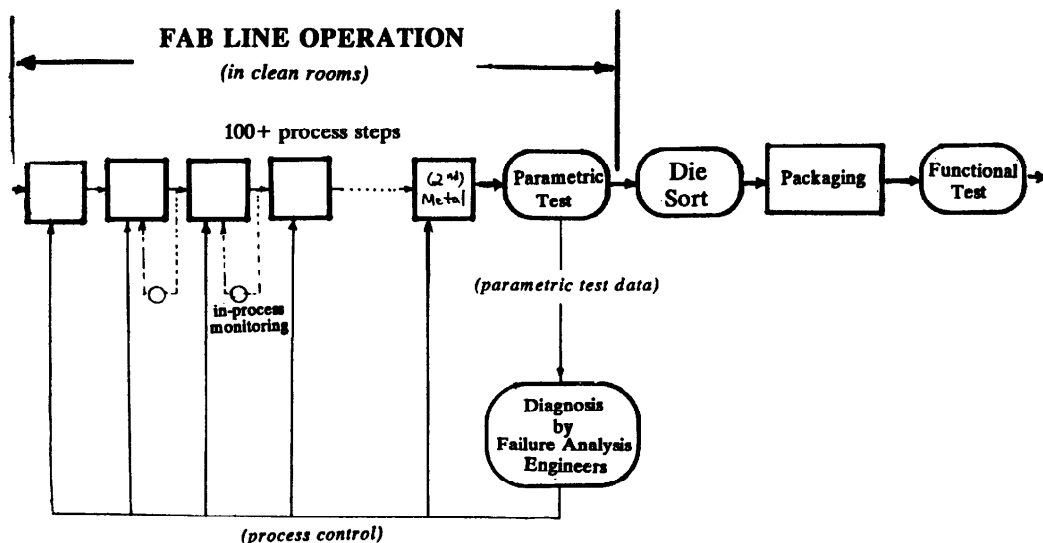 FAB LINE OPERATION
(in clean rooms)
100+ process steps
(2nd)
Metal
Parametric
Test
Die
Sort
Packaging
Functional
Test
in-process
monitoring
(parametric test data)
Diagnosis
by
Failure Analysis
Engineers
(process control)